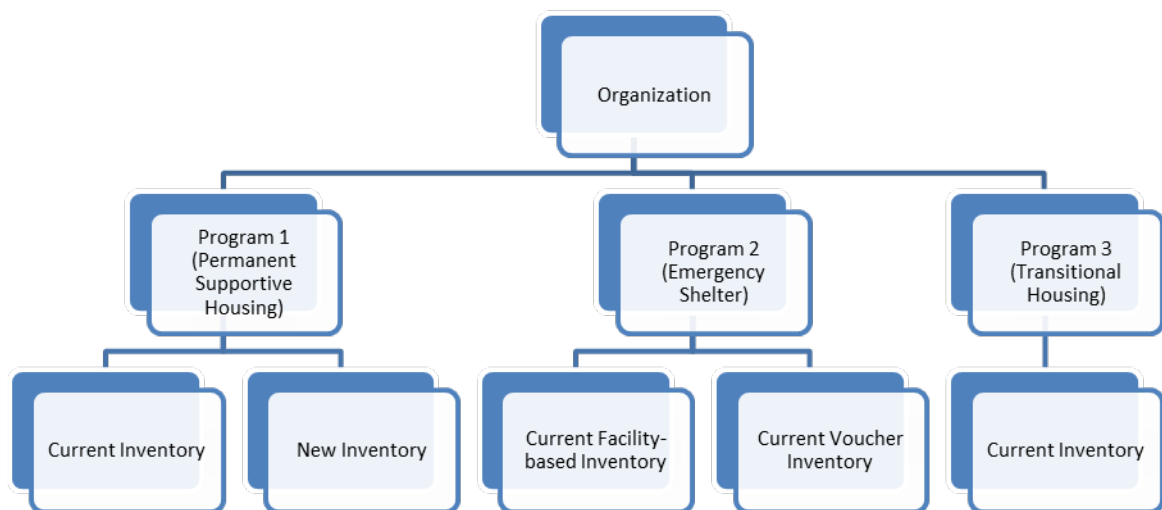 Organization
Program 1
(Permanent
Supportive
Housing)
Program 2
(Emergency
Shelter)
Program 3
(Transitional
Housing)
Current Inventory
New Inventory
Current Facility-
based Inventory
Current Voucher
Inventory
Current Inventory